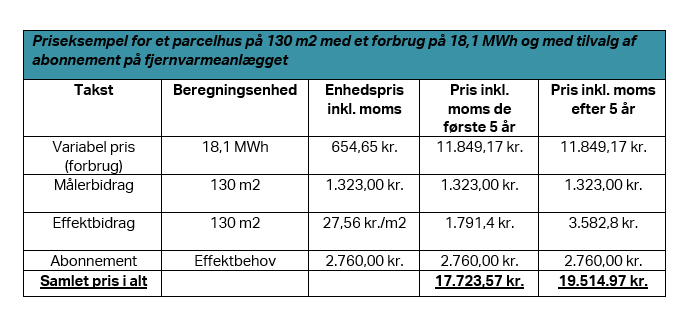 Priseksempel for et parcelhus på 130 m2 med et forbrug på 18,1 MWh og med tilvalg af
abonnement på fjernvarmeanlægget
Takst Beregningsenhed Enhedspris inkl. moms Pris inkl. moms de første 5 år Pris inkl. moms efter 5 år
Variabel pris (forbrug) 18,1 MWh 654,65 kr. 11.849,17 kr. 11.849,17 kr.
Målerbidrag 130 m2 1.323,00 kr. 1.323,00 kr. 1.323,00 kr.
Effektbidrag 130 m2 27,56 kr./m2 1.791,4 kr. 3.582,8 kr.
Abonnement Effektbehov 2.760,00 kr. 2.760,00 kr. 2.760,00 kr.
Samlet pris i alt 17.723,57 kr. 19.514.97 kr.